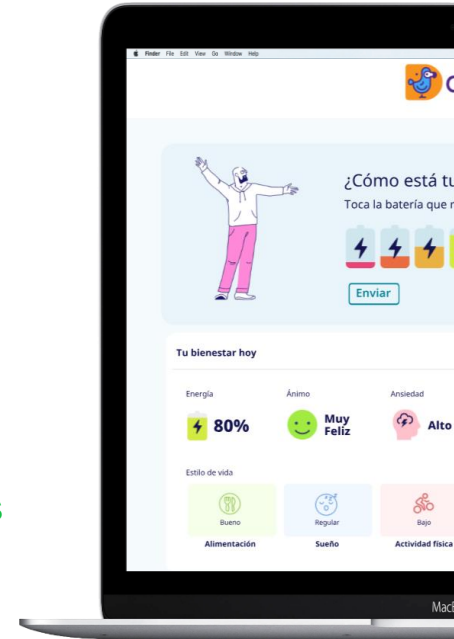 Finder File Edit View Go Window Help
¿Cómo está tu
Toca la batería que
Enviar
Tu bienestar hoy
Energía Ánimo Ansiedad
80% Muy Feliz Alto
Estilo de vida
Bueno Regular Bajo
Alimentación Sueño Actividad física